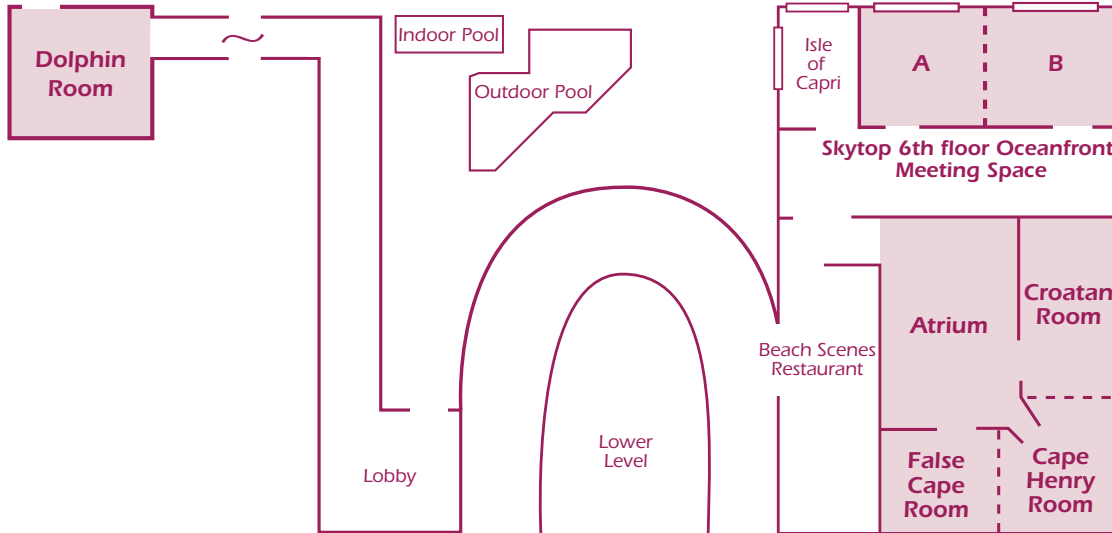 Dolphin
Room
Indoor Pool
Outdoor Pool
Isle
of
Capri
A
B
Skytop 6th floor Oceanfront
Meeting Space
Atrium
Croatan
Room
Beach Scenes
Restaurant
Lobby
Lower
Level
False
Cape
Room
Cape
Henry
Room